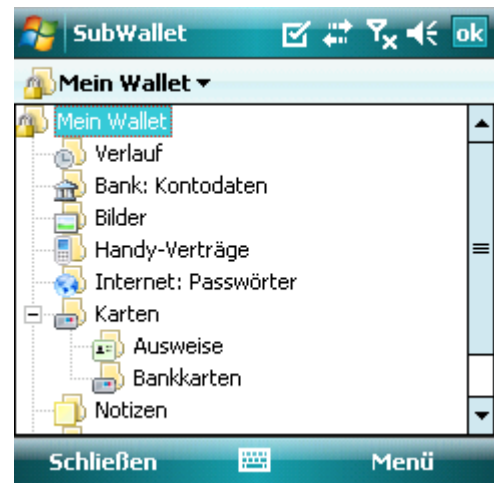 SubWallet ok
Mein Wallet
Mein Wallet
Verlauf
Bank: Kontodaten
Bilder
Handy-Verträge
Internet: Passwörter
Karten
Ausweise
Bankkarten
Notizen
Schließen Menü